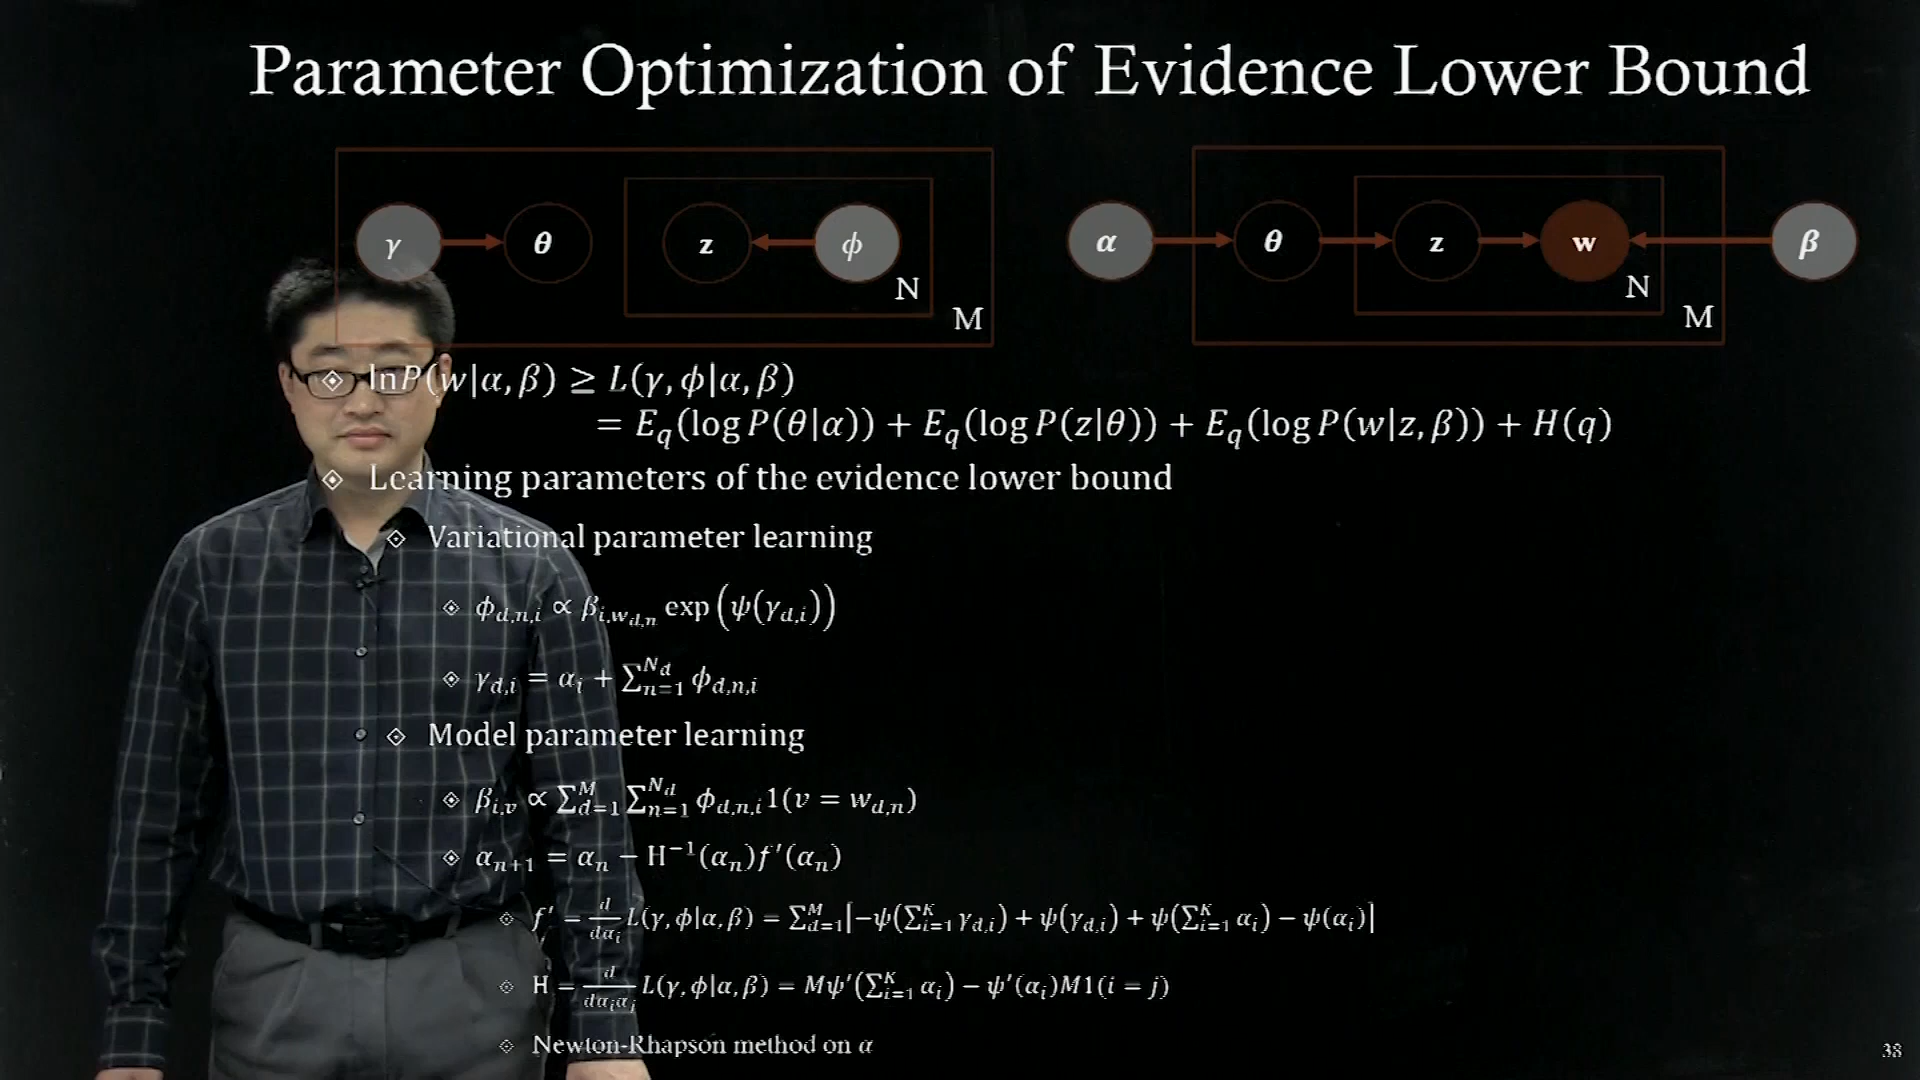 Parameter Optimization of Evidence Lower Bound
γ θ z ϕ N M
α θ z w N M β
lnP(w|α, β) ≥ L(γ, ϕ|α, β)
= E_q(log P(θ|α)) + E_q(log P(z|θ)) + E_q(log P(w|z, β)) + H(q)
Learning parameters of the evidence lower bound
Variational parameter learning
ϕ_{d,n,i} ∝ β_{i,w_{d,n}} exp(ψ(γ_{d,i}))
γ_{d,i} = α_i + ∑_{n=1}^{N_d} ϕ_{d,n,i}
Model parameter learning
β_{i,v} ∝ ∑_{d=1}^{M} ∑_{n=1}^{N_d} ϕ_{d,n,i} 1(v = w_{d,n})
α_{n+1} = α_n − H^{−1}(α_n)f′(α_n)
f′ = d/dα_i L(γ, ϕ|α, β) = ∑_{d=1}^{M} [−ψ(∑_{i=1}^{K} γ_{d,i}) + ψ(γ_{d,i}) + ψ(∑_{i=1}^{K} α_i) − ψ(α_i)]
H = d/dα_iα_j L(γ, ϕ|α, β) = Mψ′(∑_{i=1}^{K} α_i) − ψ′(α_i)M1(i = j)
Newton-Rhapson method on α
38